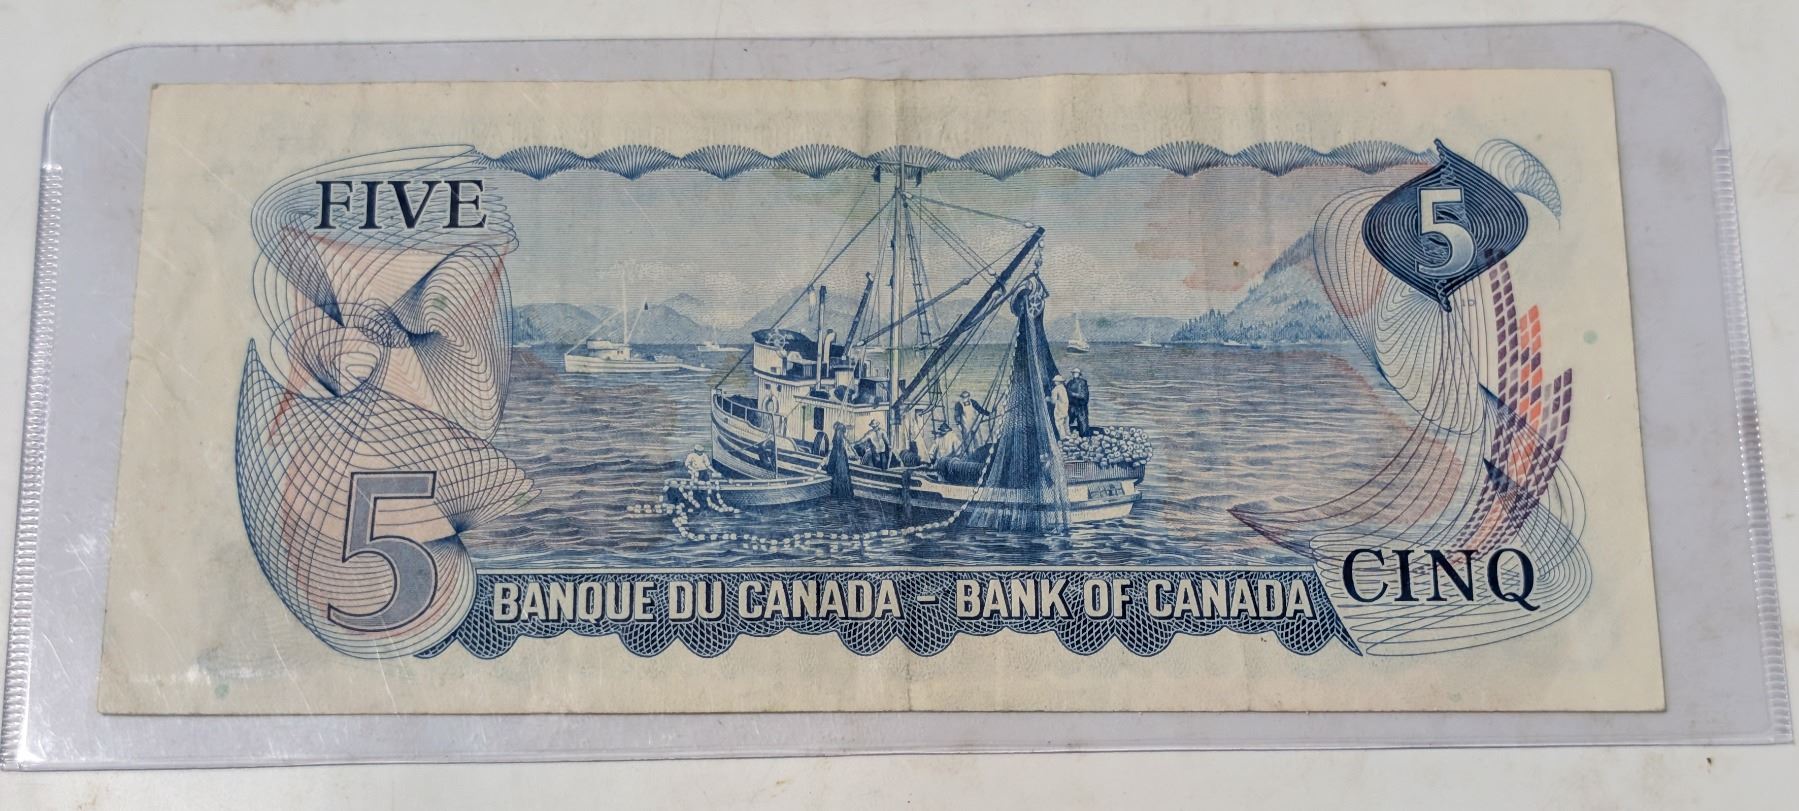 FIVE
5
5
BANQUE DU CANADA - BANK OF CANADA
CINQ